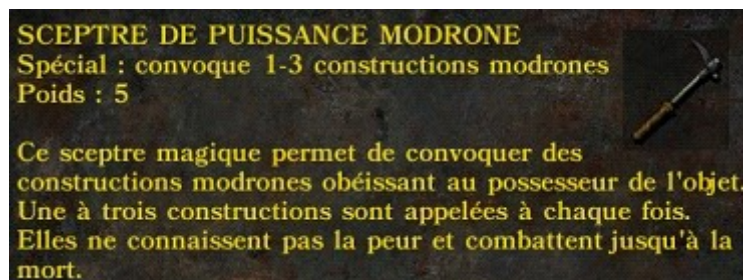 SCEPTRE DE PUISSANCE MODRONE
Spécial : convoque 1-3 constructions modrones
Poids : 5
Ce sceptre magique permet de convoquer des
constructions modrones obéissant au possesseur de l'objet.
Une à trois constructions sont appelées à chaque fois.
Elles ne connaissent pas la peur et combattent jusqu'à la
mort.